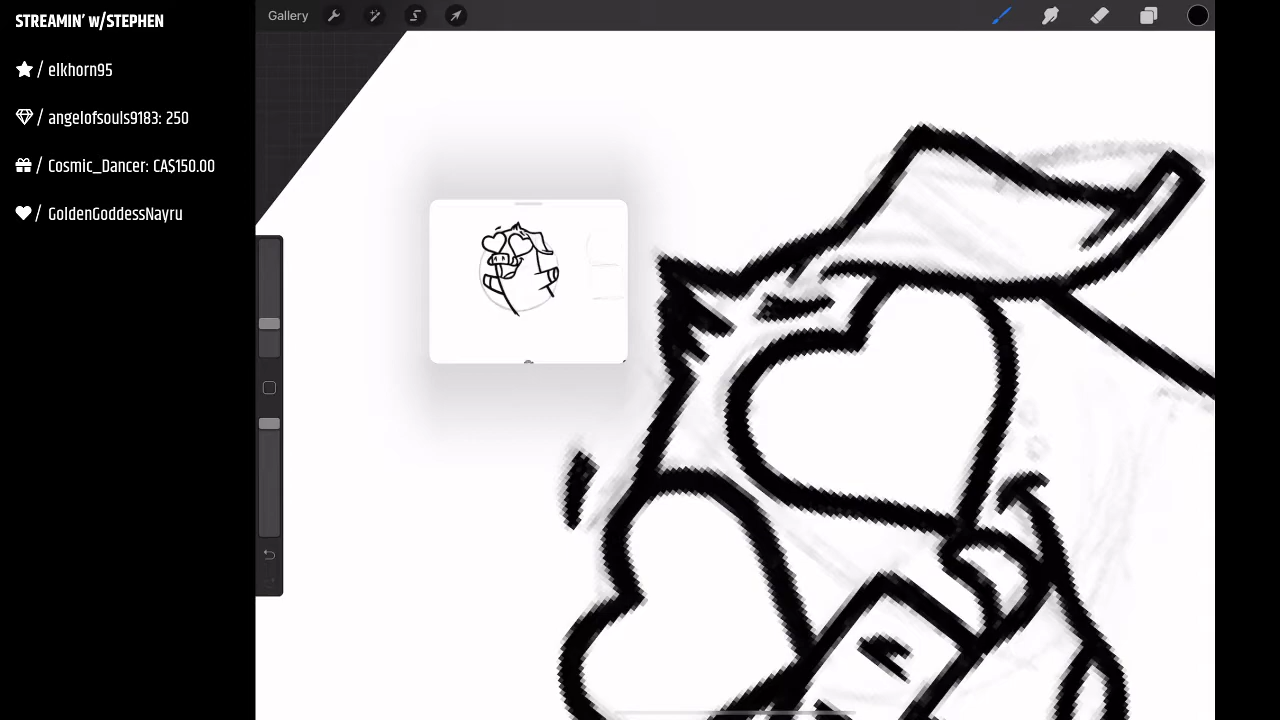 STREAMIN' w/STEPHEN
/ elkhorn95
/ angelofsouls9183: 250
/ Cosmic_Dancer: CA$150.00
/ GoldenGoddessNayru
Gallery